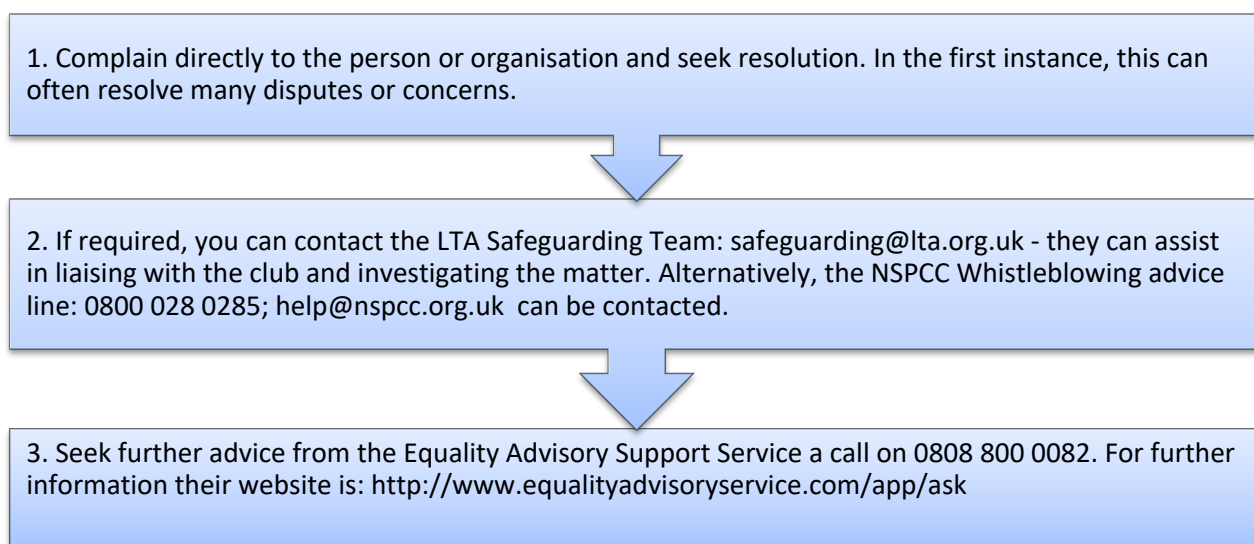 1. Complain directly to the person or organisation and seek resolution. In the first instance, this can
often resolve many disputes or concerns.
2. If required, you can contact the LTA Safeguarding Team: safeguarding@lta.org.uk - they can assist
in liaising with the club and investigating the matter. Alternatively, the NSPCC Whistleblowing advice
line: 0800 028 0285; help@nspcc.org.uk  can be contacted.
3. Seek further advice from the Equality Advisory Support Service a call on 0808 800 0082. For further
information their website is: http://www.equalityadvisoryservice.com/app/ask